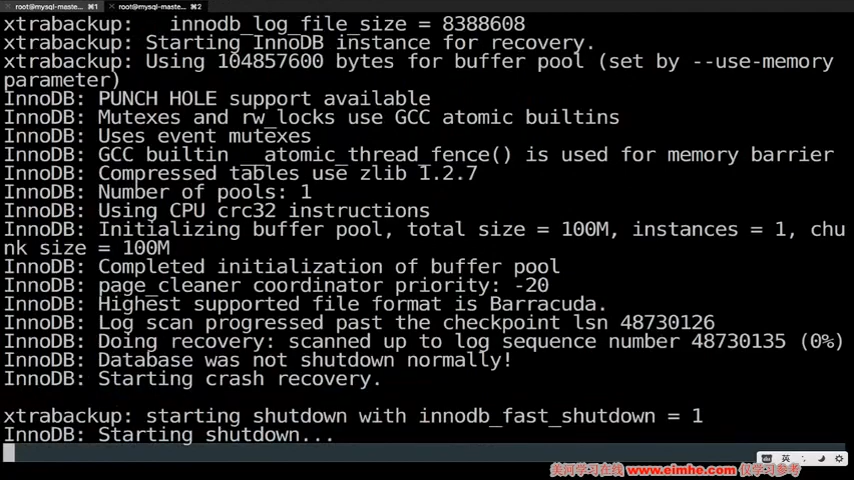 root@mysql-maste... ⌘1
root@mysql-maste... ⌘2
xtrabackup:   innodb_log_file_size = 8388608
xtrabackup: Starting InnoDB instance for recovery.
xtrabackup: Using 104857600 bytes for buffer pool (set by --use-memory
parameter)
InnoDB: PUNCH HOLE support available
InnoDB: Mutexes and rw_locks use GCC atomic builtins
InnoDB: Uses event mutexes
InnoDB: GCC builtin __atomic_thread_fence() is used for memory barrier
InnoDB: Compressed tables use zlib 1.2.7
InnoDB: Number of pools: 1
InnoDB: Using CPU crc32 instructions
InnoDB: Initializing buffer pool, total size = 100M, instances = 1, chu
nk size = 100M
InnoDB: Completed initialization of buffer pool
InnoDB: page_cleaner coordinator priority: -20
InnoDB: Highest supported file format is Barracuda.
InnoDB: Log scan progressed past the checkpoint lsn 48730126
InnoDB: Doing recovery: scanned up to log sequence number 48730135 (0%)
InnoDB: Database was not shutdown normally!
InnoDB: Starting crash recovery.
xtrabackup: starting shutdown with innodb_fast_shutdown = 1
InnoDB: Starting shutdown...
英
美河学习在线 www.eimhe.com 仅学习参考